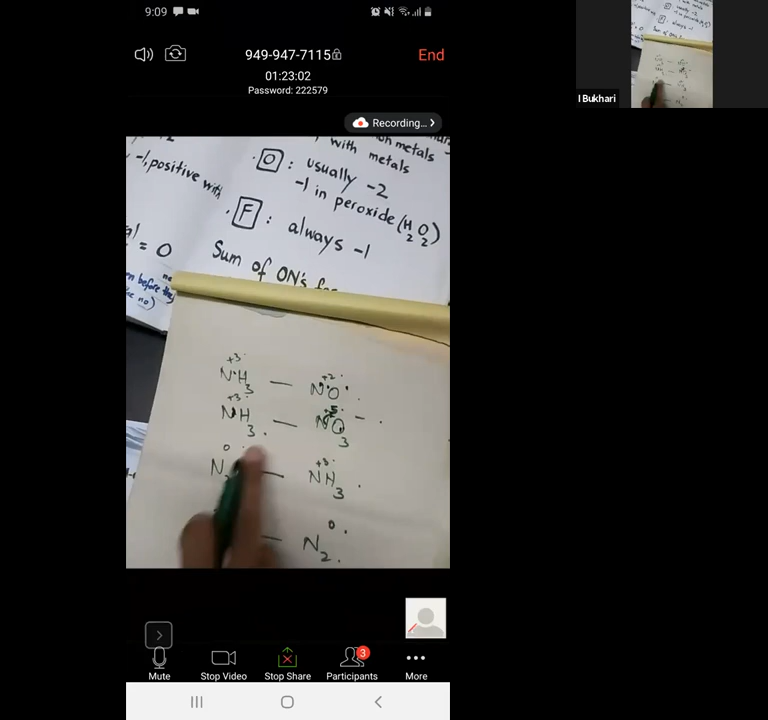 9:09
949-947-7115
End
01:23:02
Password: 222579
Recording...
with metals
-1, positive with
O : usually -2
-1 in peroxide (H2O2)
F : always -1
= 0
Sum of ON's for
+3 +2
NH3 — NO
+3 +5
NH3 — NO3 -
0 +3
N — NH3
0
— N2
I Bukhari
3
Mute
Stop Video
Stop Share
Participants
More